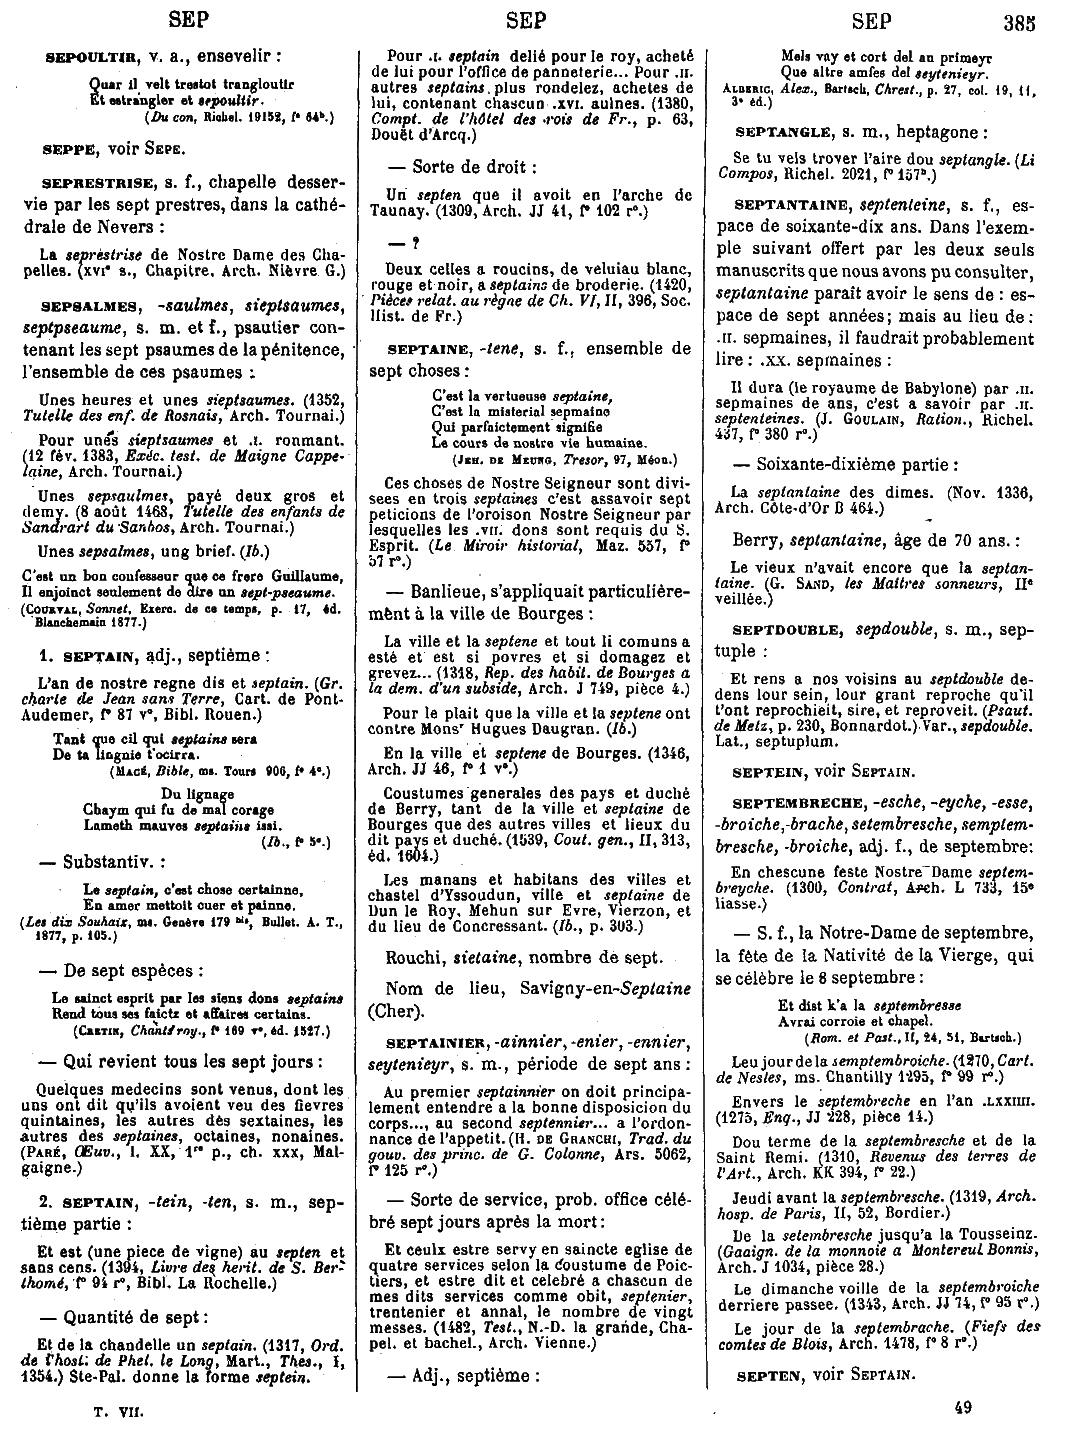 SEP
SEP
SEP
385
SEPOULTIR, v. a., ensevelir :
Quar il velt trestot trangloutir
Et estrangler et sepoultir.
(Du con, Richel. 19152, f° 64ᵇ.)
SEPPE, voir SEPE.
SEPRESTRISE, s. f., chapelle desser-
vie par les sept prestres, dans la cathé-
drale de Nevers :
La seprestrise de Nostre Dame des Cha-
pelles. (XVIᵉ s., Chapitre, Arch. Nièvre G.)
SEPSALMES, -saulmes, sieptsaumes,
septpseaume, s. m. et f., psautier con-
tenant les sept psaumes de la pénitence,
l'ensemble de ces psaumes :
Unes heures et unes sieptsaumes. (1352,
Tutelle des enf. de Rosnais, Arch. Tournai.)
Pour unes sieptsaumes et .I. ronmant.
(12 fév. 1383, Exéc. test. de Maigne Cappe-
laine, Arch. Tournai.)
Unes sepsaulmes, payé deux gros et
demy. (8 août 1468, Tutelle des enfants de
Sandrart du Sanbos, Arch. Tournai.)
Unes sepsalmes, ung brief. (Ib.)
C'est un bon confesseur que ce frere Guillaume,
Il enjoinct seulement de dire un sept-pseaume.
(COURVAL, Sonnet, Exerc. de ce temps, p. 17, éd.
Blanchemain 1877.)
1. SEPTAIN, adj., septième :
L'an de nostre regne dis et septain. (Gr.
charte de Jean sans Terre, Cart. de Pont-
Audemer, f° 87 v°, Bibl. Rouen.)
Tant que cil qui septains sera
De ta lingnie t'ocirra.
(MACÉ, Bible, ms. Tours 906, f° 4ᵃ.)
Du lignage
Chaym qui fu de mal corage
Lameth mauves septains issi.
(Ib., f° 5ᵃ.)
— Substantiv. :
Le septain, c'est chose certainne,
En amer mettoit cuer et painne.
(Les dix Souhaix, ms. Genève 179 bis, Bullet. A. T.,
1877, p. 105.)
— De sept espèces :
Le sainct esprit par les siens dons septains
Rend tous ses faictz et affaires certains.
(CRETIN, Chantz roy., f° 169 v°, éd. 1527.)
— Qui revient tous les sept jours :
Quelques medecins sont venus, dont les
uns ont dit qu'ils avoient veu des fievres
quintaines, les autres des sextaines, les
autres des septaines, octaines, nonaines.
(PARÉ, Œuv., l. XX, 1ʳᵉ p., ch. XXX, Mal-
gaigne.)
2. SEPTAIN, -tein, -ten, s. m., sep-
tième partie :
Et est (une piece de vigne) au septen et
sans cens. (1394, Livre des herit. de S. Ber-
thomé, f° 94 r°, Bibl. La Rochelle.)
— Quantité de sept :
Et de la chandelle un septain. (1317, Ord.
de l'host. de Phel. le Long, Mart., Thes., I,
1354.) Ste-Pal. donne la forme septein.
T. VII.
Pour .I. septain delié pour le roy, acheté
de lui pour l'office de panneterie... Pour .II.
autres septains plus rondelez, achetes de
lui, contenant chascun .XVI. aulnes. (1380,
Compt. de l'hôtel des rois de Fr., p. 63,
Douët d'Arcq.)
— Sorte de droit :
Un septen que il avoit en l'arche de
Taunay. (1309, Arch. JJ 41, f° 102 r°.)
— ?
Deux celles a roucins, de veluiau blanc,
rouge et noir, a septains de broderie. (1420,
Pièces relat. au règne de Ch. VI, II, 396, Soc.
Hist. de Fr.)
SEPTAINE, -tene, s. f., ensemble de
sept choses :
C'est la vertueuse septaine,
C'est la misterial sepmaine
Qui parfaictement signifie
Le cours de nostre vie humaine.
(JEH. DE MEUNG, Tresor, 97, Méon.)
Ces choses de Nostre Seigneur sont divi-
sees en trois septaines c'est assavoir sept
peticions de l'oroison Nostre Seigneur par
lesquelles les .VII. dons sont requis du S.
Esprit. (Le Miroir historial, Maz. 557, f°
57 r°.)
— Banlieue, s'appliquait particulière-
mènt à la ville de Bourges :
La ville et la septene et tout li comuns a
esté et est si povres et si domagez et
grevez... (1318, Rep. des habit. de Bourges a
la dem. d'un subside, Arch. J 749, pièce 4.)
Pour le plait que la ville et la septene ont
contre Monsʳ Hugues Daugran. (Ib.)
En la ville et septene de Bourges. (1346,
Arch. JJ 46, f° 1 v°.)
Coustumes generales des pays et duché
de Berry, tant de la ville et septaine de
Bourges que des autres villes et lieux du
dit pays et duché. (1539, Cout. gen., II, 313,
éd. 1604.)
Les manans et habitans des villes et
chastel d'Yssoudun, ville et septaine de
Dun le Roy, Mehun sur Evre, Vierzon, et
du lieu de Concressant. (Ib., p. 303.)
Rouchi, sietaine, nombre de sept.
Nom de lieu, Savigny-en-Septaine
(Cher).
SEPTAINIER, -ainnier, -enier, -ennier,
seytenieyr, s. m., période de sept ans :
Au premier septainnier on doit principa-
lement entendre a la bonne disposition du
corps..., au second septennier... a l'ordon-
nance de l'appetit. (H. DE GRANCHI, Trad. du
gouv. des princ. de G. Colonne, Ars. 5062,
f° 125 r°.)
— Sorte de service, prob. office célé-
bré sept jours après la mort :
Et ceulx estre servy en saincte eglise de
quatre services selon la coustume de Poic-
tiers, et estre dit et celebré a chascun de
mes dits services comme obit, septenier,
trentenier et annal, le nombre de vingt
messes. (1482, Test., N.-D. la grande, Cha-
pel. et bachel., Arch. Vienne.)
— Adj., septième :
Mels vay et cort del an primeyr
Que altre amfes del seytenieyr.
ALBERIC, Alex., Bartsch, Chrest., p. 27, col. 19, 11,
3ᵉ éd.)
SEPTANGLE, s. m., heptagone :
Se tu vels trover l'aire dou septangle. (Li
Compos, Richel. 2021, f° 157ᵇ.)
SEPTANTAINE, septenteine, s. f., es-
pace de soixante-dix ans. Dans l'exem-
ple suivant offert par les deux seuls
manuscrits que nous avons pu consulter,
septantaine paraît avoir le sens de : es-
pace de sept années ; mais au lieu de :
.II. sepmaines, il faudrait probablement
lire : .XX. sepmaines :
Il dura (le royaume de Babylone) par .II.
sepmaines de ans, c'est a savoir par .II.
septenteines. (J. GOULAIN, Ration., Richel.
437, f° 380 r°.)
— Soixante-dixième partie :
La septantaine des dimes. (Nov. 1336,
Arch. Côte-d'Or B 464.)
Berry, septantaine, âge de 70 ans. :
Le vieux n'avait encore que la septan-
taine. (G. SAND, les Maîtres sonneurs, IIᵉ
veillée.)
SEPTDOUBLE, sepdouble, s. m., sep-
tuple :
Et rens a nos voisins au septdouble de-
dens lour sein, lour grant reproche qu'il
t'ont reprochieit, sire, et reproveit. (Psaut.
de Metz, p. 230, Bonnardot.) Var., sepdouble.
Lat., septuplum.
SEPTEIN, voir SEPTAIN.
SEPTEMBRECHE, -esche, -eyche, -esse,
-broiche, -brache, setembresche, semptem-
bresche, -broiche, adj. f., de septembre:
En chescune feste Nostre Dame septem-
breyche. (1300, Contrat, Arch. L 733, 15ᵉ
liasse.)
— S. f., la Notre-Dame de septembre,
la fête de la Nativité de la Vierge, qui
se célèbre le 8 septembre :
Et dist k'a la septembresse
Avrai corroie et chapel.
(Rom. et Past., II, 24, 51, Bartsch.)
Leu jour de la semptembroiche. (1270, Cart.
de Nesles, ms. Chantilly 1295, f° 99 r°.)
Envers le septembreche en l'an .LXXIIII.
(1275, Enq., JJ 228, pièce 14.)
Dou terme de la septembresche et de la
Saint Remi. (1310, Revenus des terres de
l'Art., Arch. KK 394, f° 22.)
Jeudi avant la septembresche. (1319, Arch.
hosp. de Paris, II, 52, Bordier.)
De la setembresche jusqu'a la Tousseinz.
(Gaaign. de la monnoie a Montereul Bonnis,
Arch. J 1034, pièce 28.)
Le dimanche voille de la septembroiche
derriere passee. (1343, Arch. JJ 74, f° 95 r°.)
Le jour de la septembrache. (Fiefs des
comtes de Blois, Arch. 1478, f° 8 r°.)
SEPTEN, voir SEPTAIN.
49